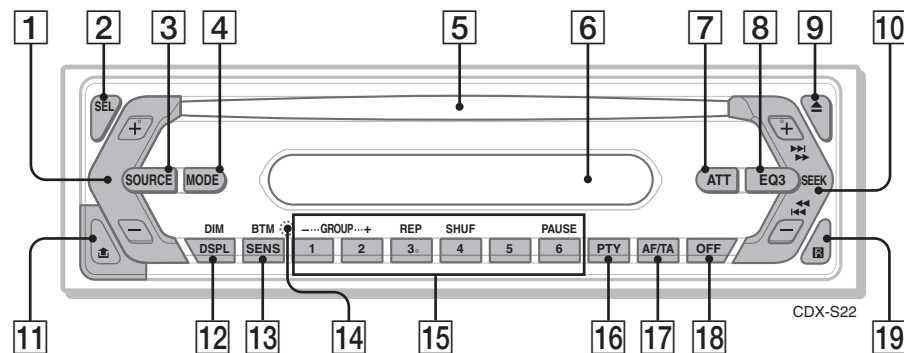 1 2 3 4 5 6 7 8 9 10
SEL
+ +
SOURCE MODE ATT EQ3 SEEK
− −
DIM BTM −···GROUP···+ REP SHUF PAUSE
DSPL SENS 1 2 3 4 5 6 PTY AF/TA OFF R
CDX-S22
11 12 13 14 15 16 17 18 19